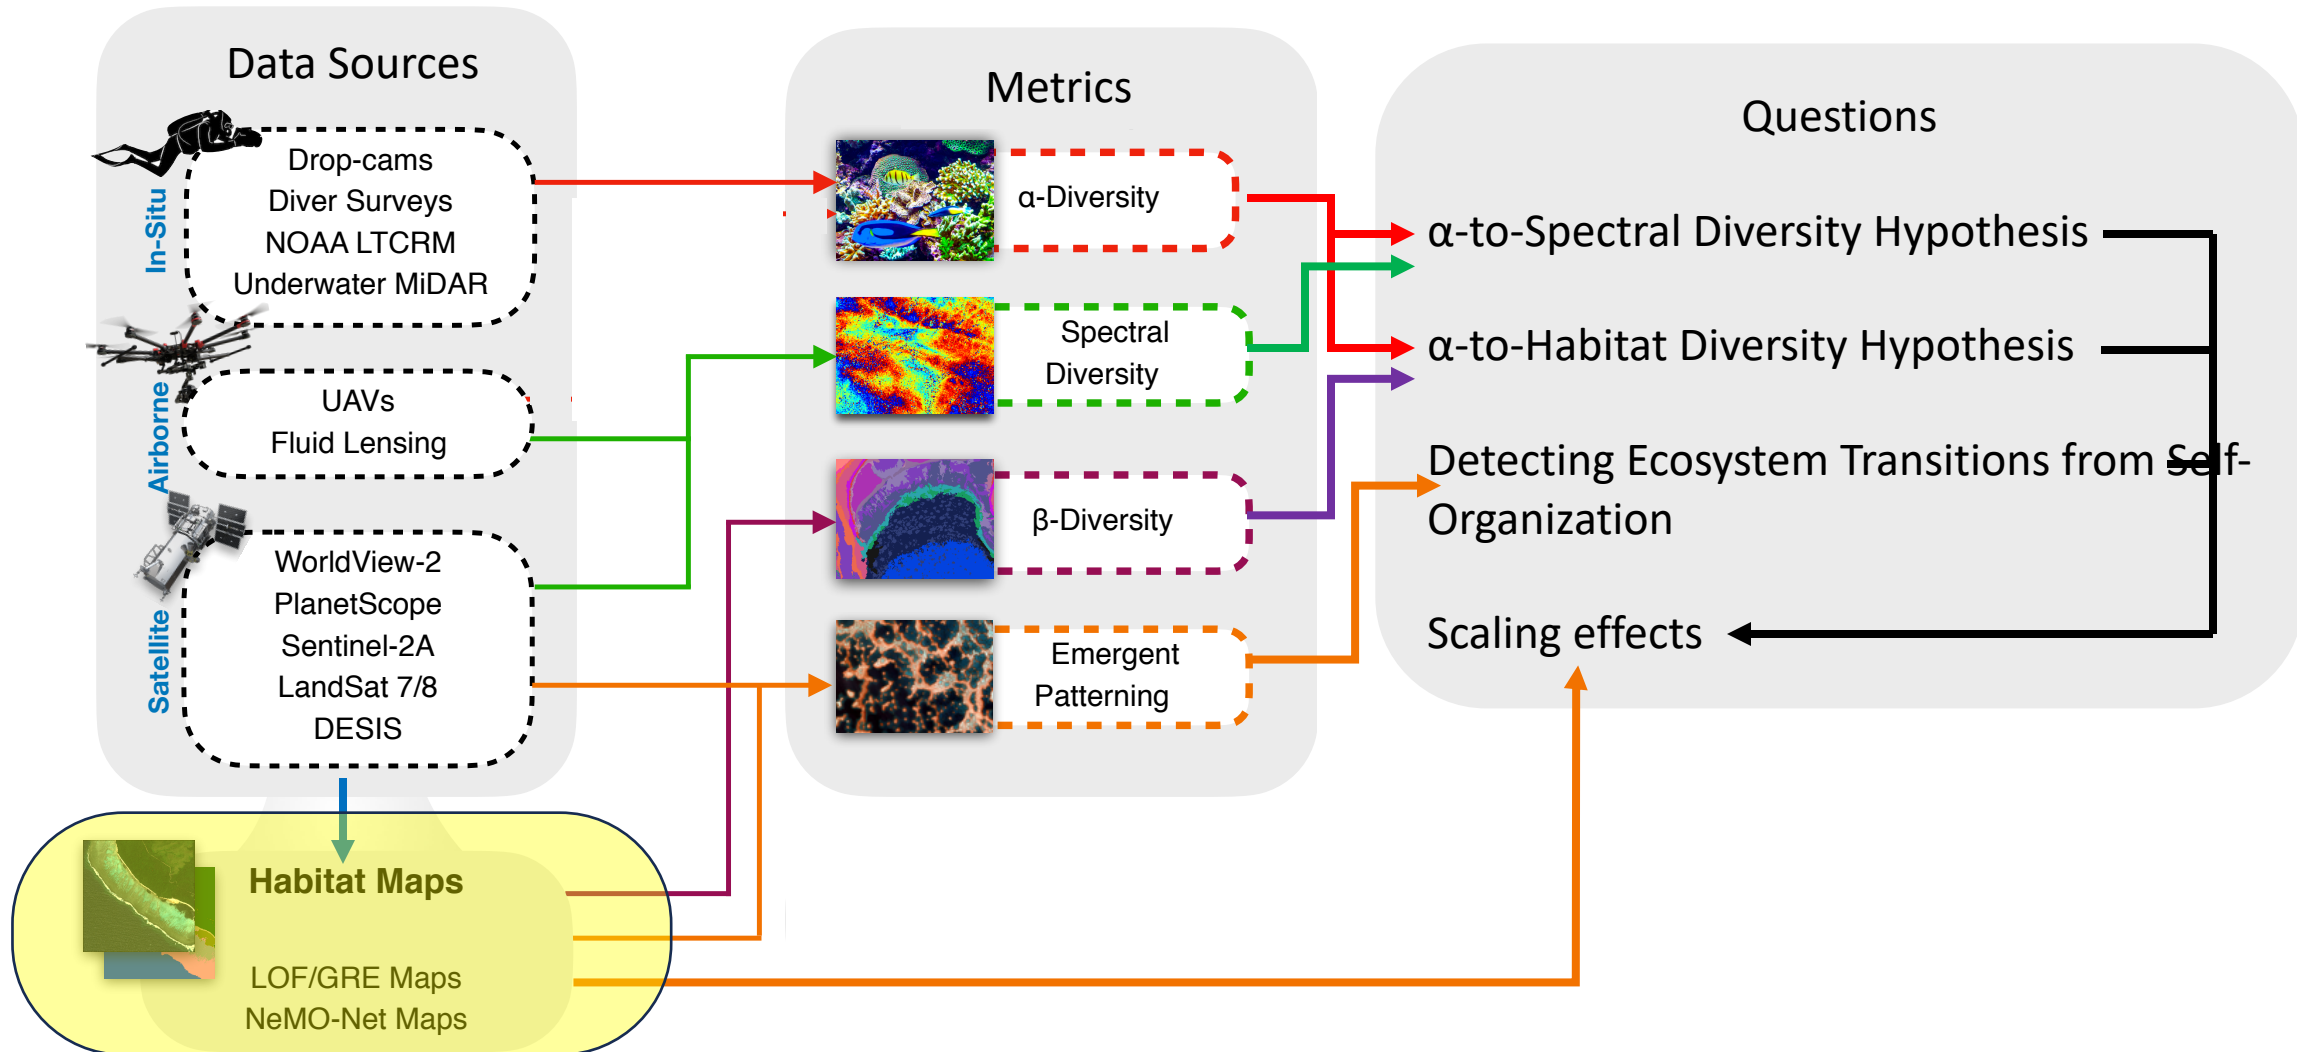 Data Sources
In-Situ
Drop-cams
Diver Surveys
NOAA LTCRM
Underwater MiDAR
Airborne
UAVs
Fluid Lensing
Satellite
WorldView-2
PlanetScope
Sentinel-2A
LandSat 7/8
DESIS
Habitat Maps
LOF/GRE Maps
NeMO-Net Maps
Metrics
α-Diversity
Spectral
Diversity
β-Diversity
Emergent
Patterning
Questions
α-to-Spectral Diversity Hypothesis
α-to-Habitat Diversity Hypothesis
Detecting Ecosystem Transitions from Self-
Organization
Scaling effects